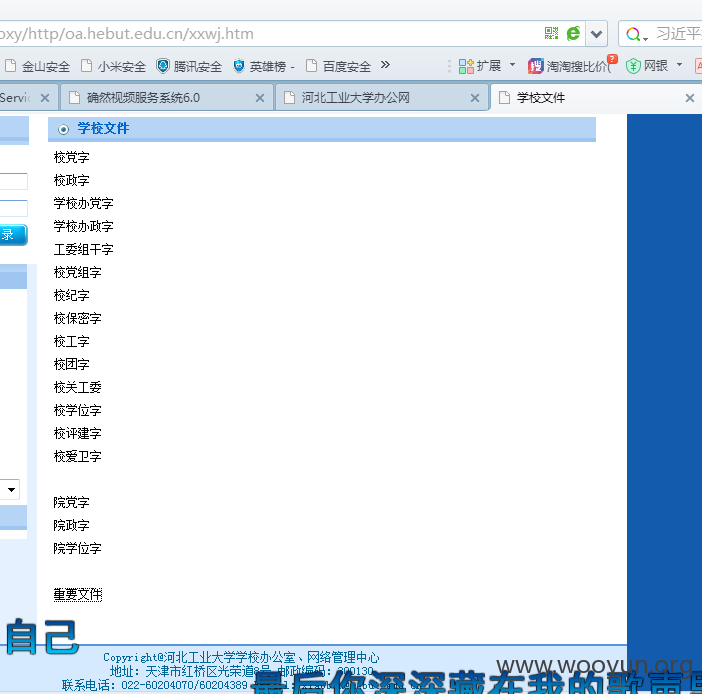 oxy/http/oa.hebut.edu.cn/xxwj.htm
习近平
金山安全 小米安全 腾讯安全 英雄榜 - 百度安全 » 扩展 淘淘搜比价( ? 网银
Servi 确然视频服务系统6.0 河北工业大学办公网 学校文件
学校文件
校党字
校政字
学校办党字
学校办政字
录
工委组干字
校党组字
校纪字
校保密字
校工字
校团字
校关工委
校学位字
校评建字
校爱卫字
院党字
院政字
院学位字
重要文件
自己
Copyright@河北工业大学学校办公室、网络管理中心
地址：天津市红桥区光荣道8号 邮政编码：300130
联系电话：022-60204070/60204389
www.wooyun.org
最后你深深藏在我的歌声里